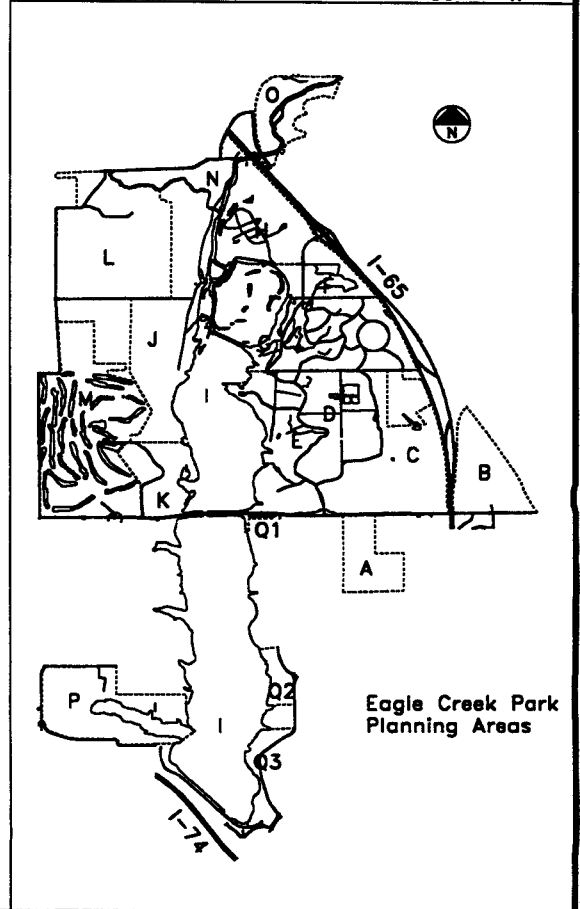 O
N
N
L
I-65
J
I
M
D
E
C
B
K
Q1
A
P
Q2
I
Eagle Creek Park
Planning Areas
Q3
I-74